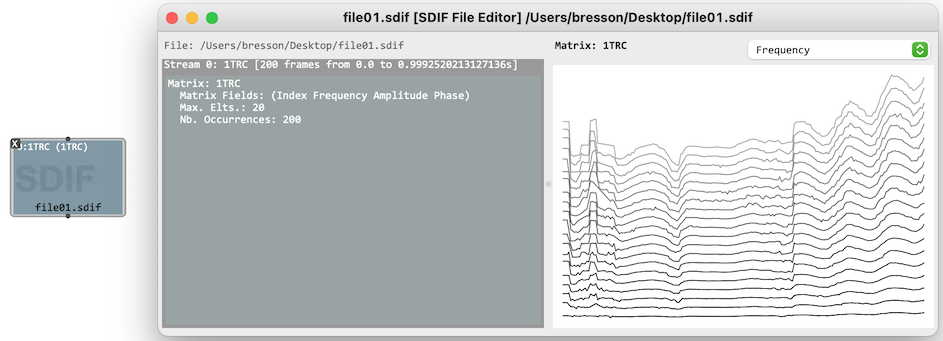 file01.sdif [SDIF File Editor] /Users/bresson/Desktop/file01.sdif
File: /Users/bresson/Desktop/file01.sdif
Matrix: 1TRC
Frequency
Stream 0: 1TRC [200 frames from 0.0 to 0.9992520213127136s]
Matrix: 1TRC
Matrix Fields: (Index Frequency Amplitude Phase)
Max. Elts.: 20
Nb. Occurrences: 200
X
:1TRC (1TRC)
SDIF
file01.sdif